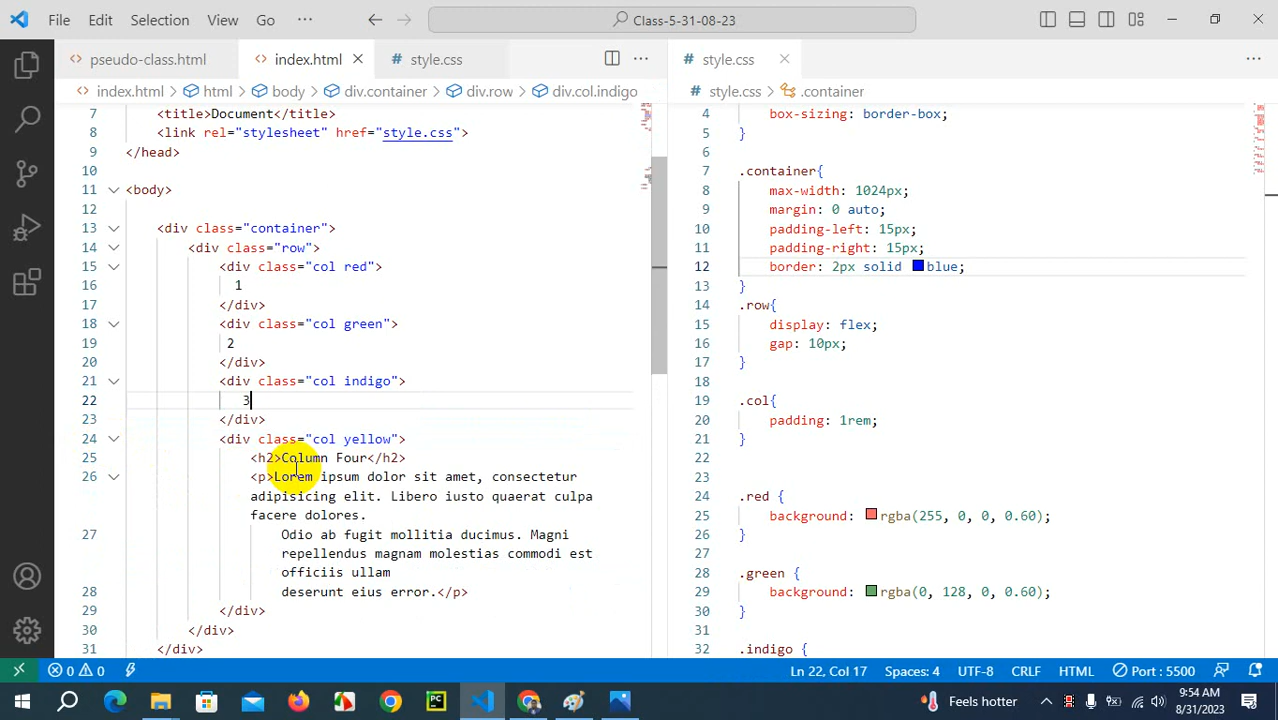 File Edit Selection View Go ··· Class-5-31-08-23
pseudo-class.html index.html style.css ···
style.css ···
index.html > html > body > div.container > div.row > div.col.indigo
style.css > .container
7 <title>Document</title>
8 <link rel="stylesheet" href="style.css">
9 </head>
10
11 <body>
12
13 <div class="container">
14 <div class="row">
15 <div class="col red">
16 1
17 </div>
18 <div class="col green">
19 2
20 </div>
21 <div class="col indigo">
22 3
23 </div>
24 <div class="col yellow">
25 <h2>Column Four</h2>
26 <p>Lorem ipsum dolor sit amet, consectetur
adipisicing elit. Libero iusto quaerat culpa
facere dolores.
27 Odio ab fugit mollitia ducimus. Magni
repellendus magnam molestias commodi est
officiis ullam
28 deserunt eius error.</p>
29 </div>
30 </div>
31 </div>
4 box-sizing: border-box;
5 }
6
7 .container{
8 max-width: 1024px;
9 margin: 0 auto;
10 padding-left: 15px;
11 padding-right: 15px;
12 border: 2px solid blue;
13 }
14 .row{
15 display: flex;
16 gap: 10px;
17 }
18
19 .col{
20 padding: 1rem;
21 }
22
23
24 .red {
25 background: rgba(255, 0, 0, 0.60);
26 }
27
28 .green {
29 background: rgba(0, 128, 0, 0.60);
30 }
31
32 .indigo {
0 0 Ln 22, Col 17 Spaces: 4 UTF-8 CRLF HTML Port : 5500
PC Feels hotter 9:54 AM
8/31/2023